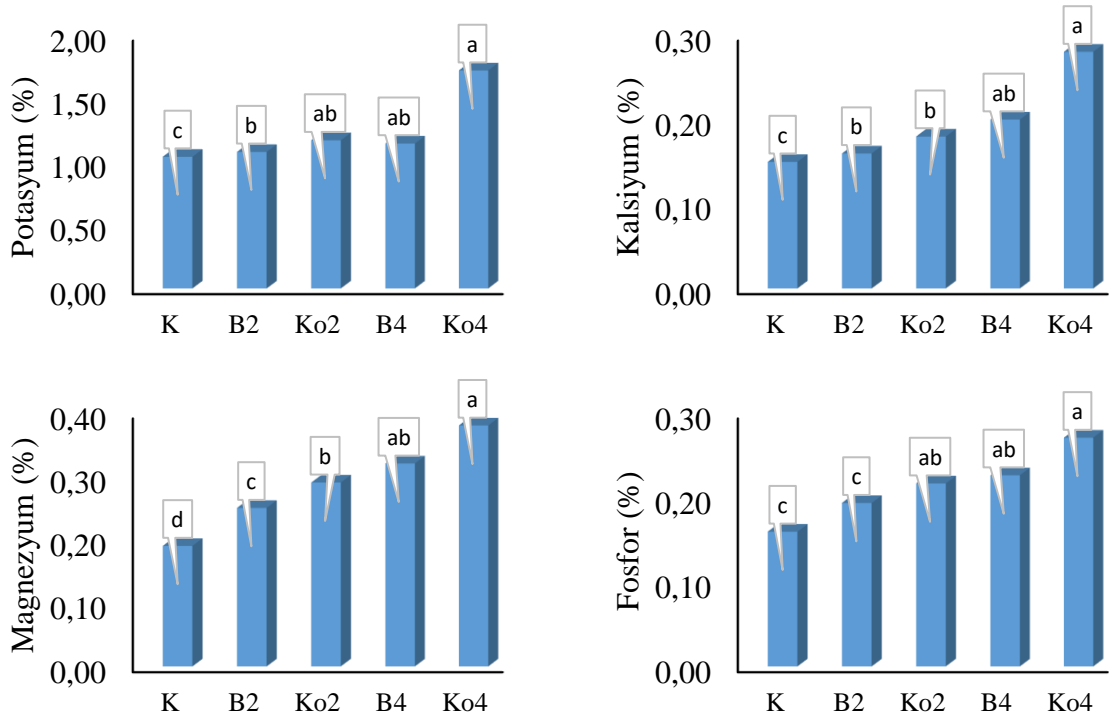 Potasyum (%)
2,00
1,50
1,00
0,50
0,00
c
b
ab
ab
a
K B2 Ko2 B4 Ko4
Kalsiyum (%)
0,30
0,20
0,10
0,00
c
b
b
ab
a
K B2 Ko2 B4 Ko4
Magnezyum (%)
0,40
0,30
0,20
0,10
0,00
d
c
b
ab
a
K B2 Ko2 B4 Ko4
Fosfor (%)
0,30
0,20
0,10
0,00
c
c
ab
ab
a
K B2 Ko2 B4 Ko4